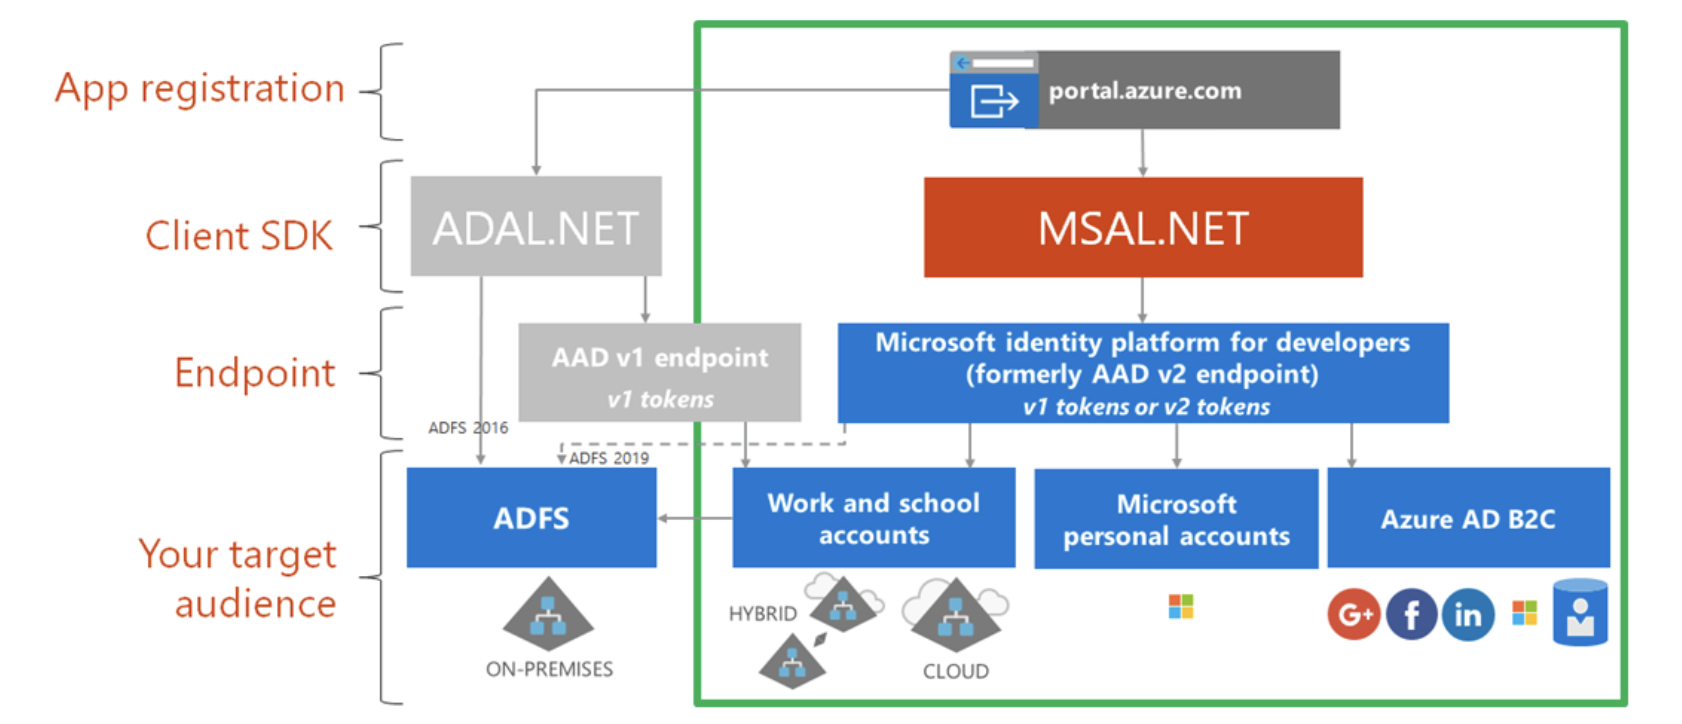 App registration
portal.azure.com
Client SDK
ADAL.NET
MSAL.NET
Endpoint
AAD v1 endpoint
v1 tokens
Microsoft identity platform for developers
(formerly AAD v2 endpoint)
v1 tokens or v2 tokens
ADFS 2016
ADFS 2019
Your target
audience
ADFS
Work and school
accounts
Microsoft
personal accounts
Azure AD B2C
ON-PREMISES
HYBRID
CLOUD
G+
f
in